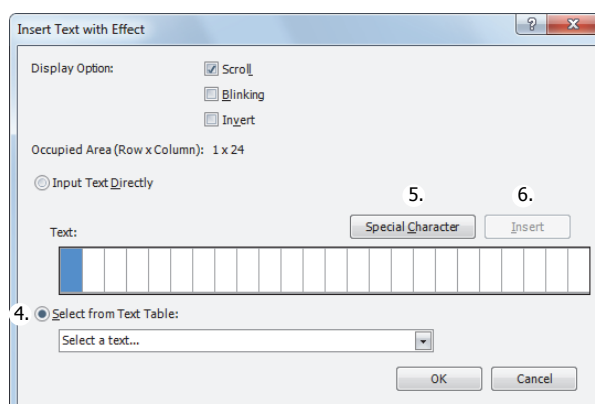 Insert Text with Effect
Display Option:
Scroll
Blinking
Invert
Occupied Area (Row x Column): 1 x 24
Input Text Directly
5. 6.
Text: Special Character Insert
4. Select from Text Table:
Select a text...
OK Cancel